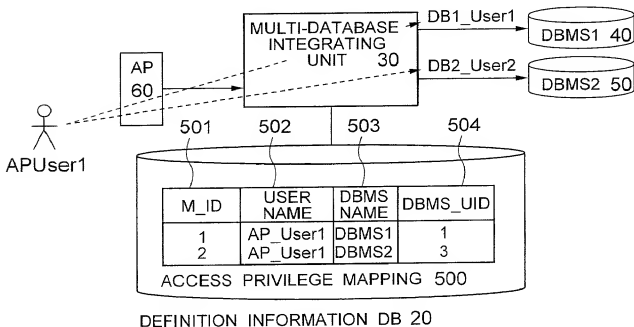 MULTI-DATABASE
INTEGRATING
UNIT 30
DB1_User1
DBMS1 40
AP
60
DB2_User2
DBMS2 50
APUser1
501 502 503 504
M_ID USER NAME DBMS NAME DBMS_UID
1 AP_User1 DBMS1 1
2 AP_User1 DBMS2 3
ACCESS PRIVILEGE MAPPING 500
DEFINITION INFORMATION DB 20